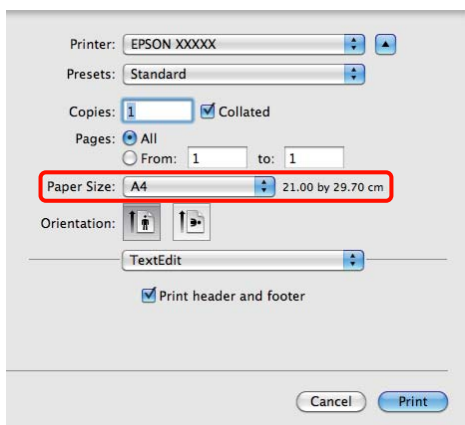 Printer: EPSON XXXXX
Presets: Standard
Copies: 1 Collated
Pages: All
From: 1 to: 1
Paper Size: A4 21.00 by 29.70 cm
Orientation:
TextEdit
Print header and footer
Cancel Print